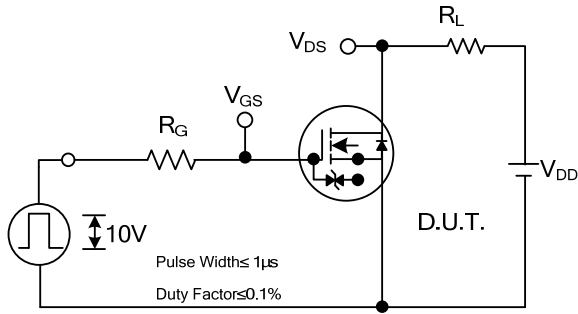 RL
VDS
VGS
RG
VDD
D.U.T.
10V
Pulse Width≤ 1μs
Duty Factor≤0.1%